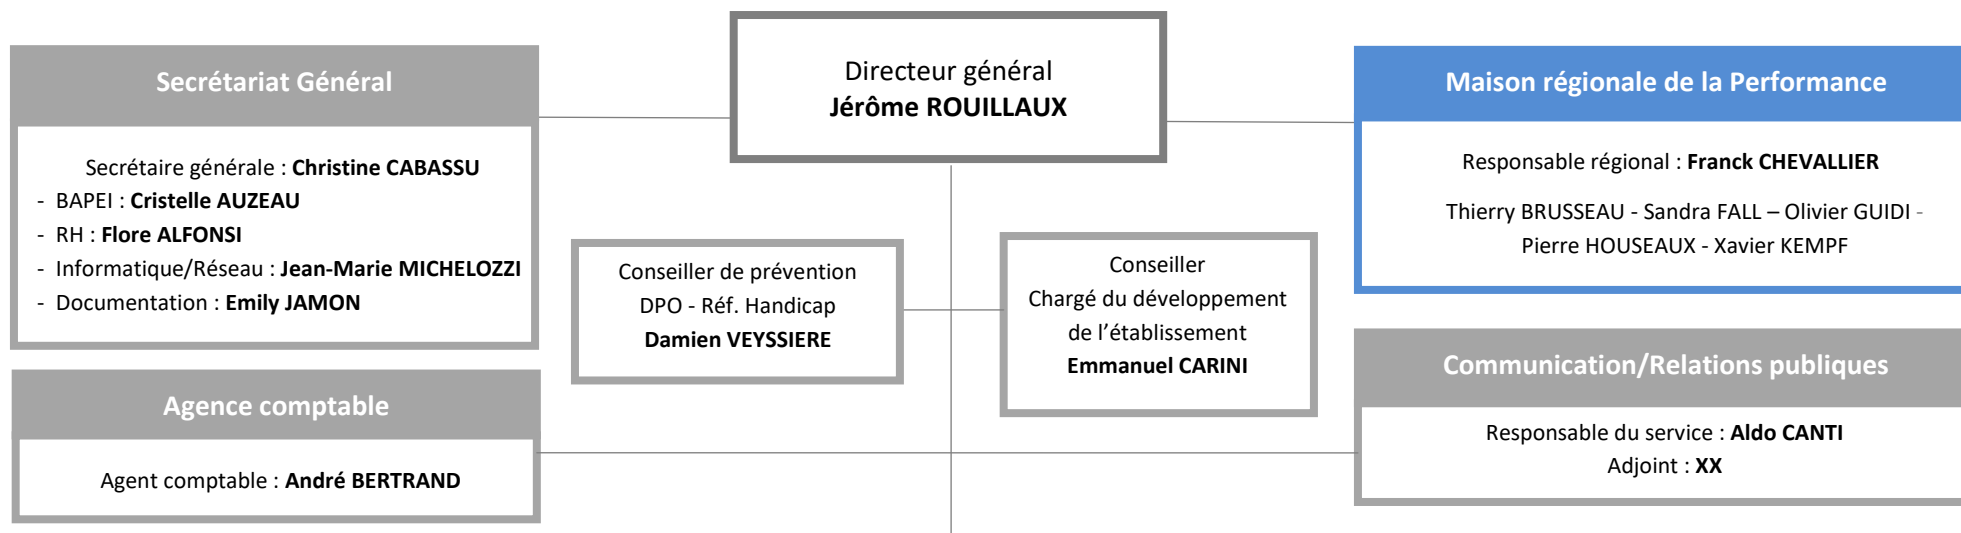 Directeur général
Jérôme ROUILLAUX
Secrétariat Général
Secrétaire générale : Christine CABASSU
- BAPEI : Cristelle AUZEAU
- RH : Flore ALFONSI
- Informatique/Réseau : Jean-Marie MICHELOZZI
- Documentation : Emily JAMON
Maison régionale de la Performance
Responsable régional : Franck CHEVALLIER
Thierry BRUSSEAU - Sandra FALL – Olivier GUIDI -
Pierre HOUSEAUX - Xavier KEMPF
Conseiller de prévention
DPO - Réf. Handicap
Damien VEYSSIERE
Conseiller
Chargé du développement
de l’établissement
Emmanuel CARINI
Agence comptable
Agent comptable : André BERTRAND
Communication/Relations publiques
Responsable du service : Aldo CANTI
Adjoint : XX